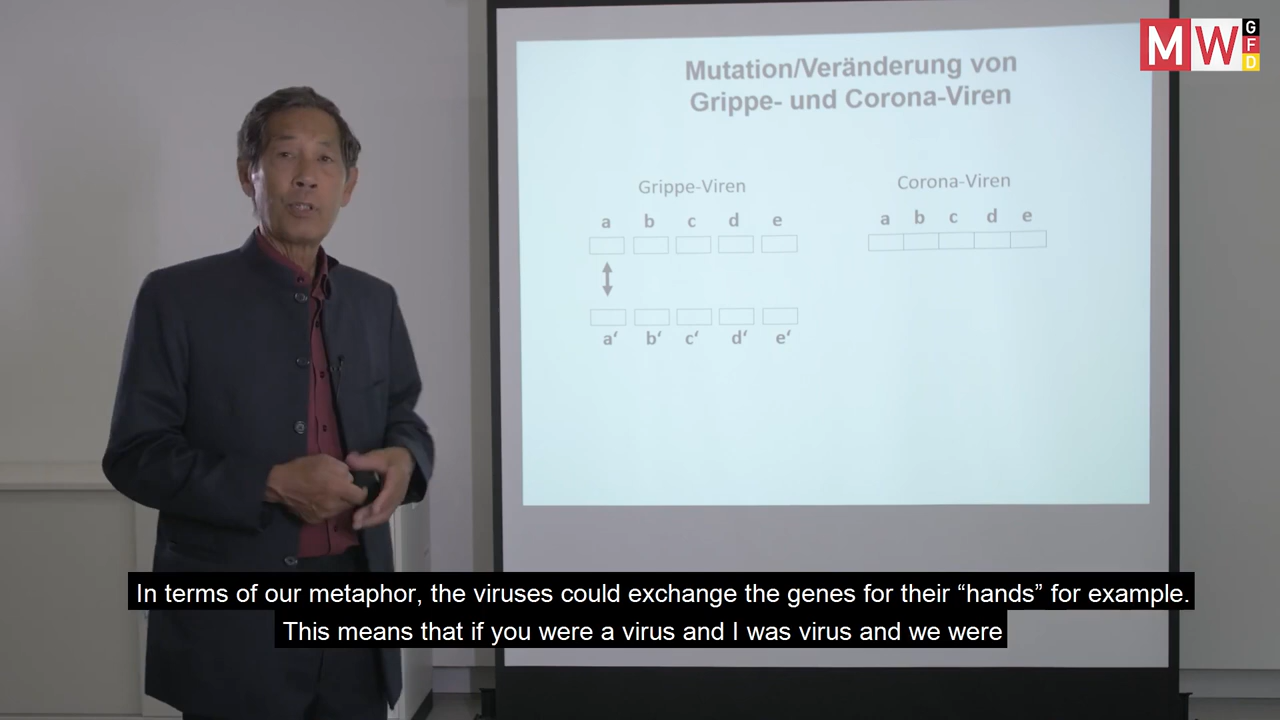 MW
G
F
D
Mutation/Veränderung von
Grippe- und Corona-Viren
Grippe-Viren
a b c d e
a‘ b‘ c‘ d‘ e‘
Corona-Viren
a b c d e
In terms of our metaphor, the viruses could exchange the genes for their “hands” for example.
This means that if you were a virus and I was virus and we were